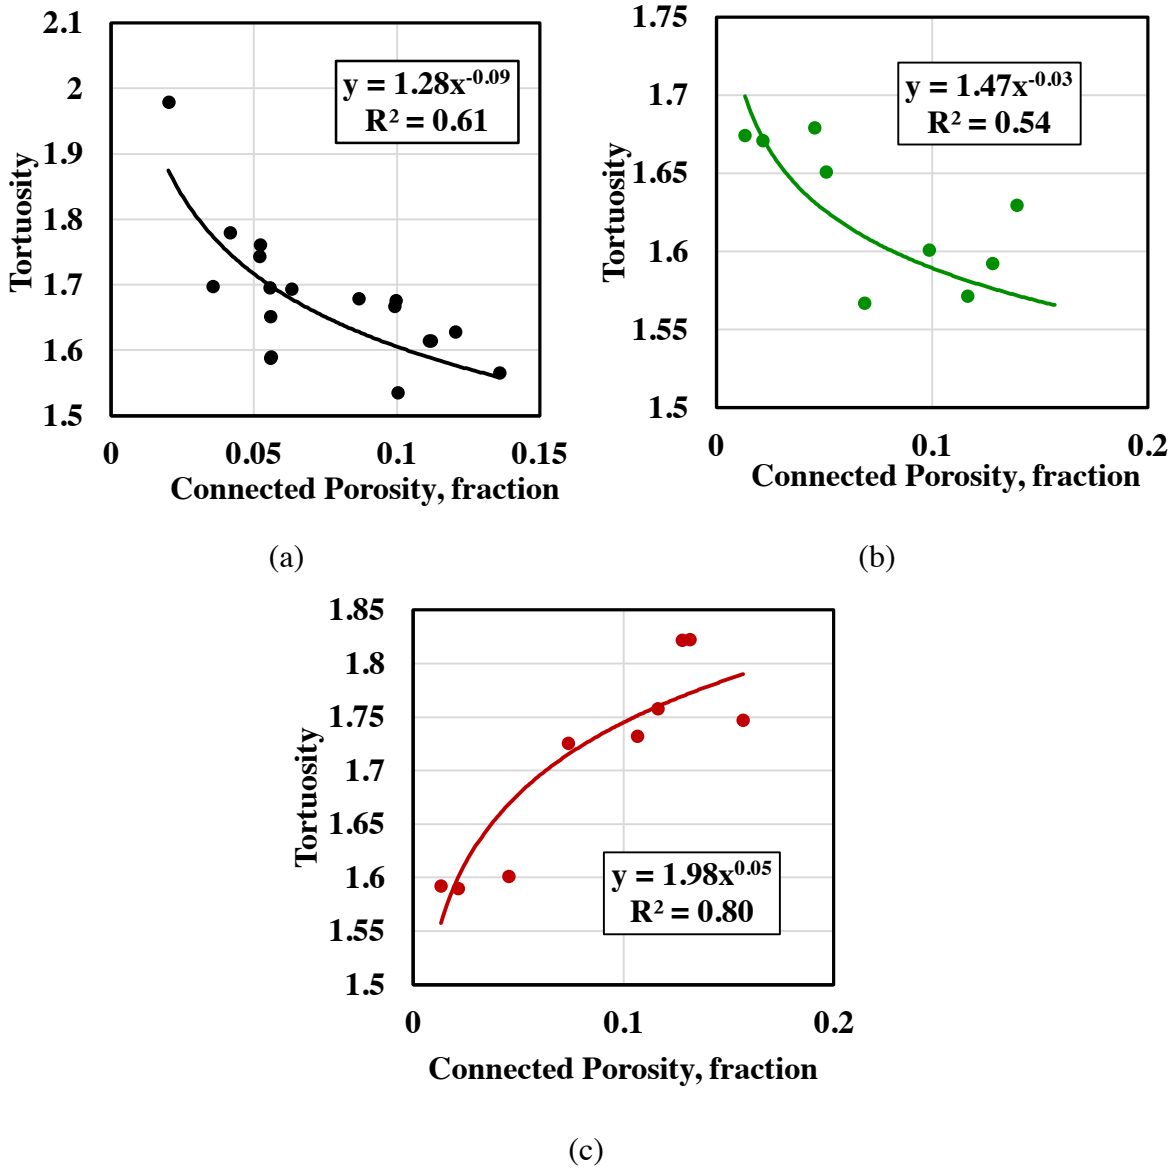 2.1
2
1.9
1.8
1.7
1.6
1.5
Tortuosity
y = 1.28x^-0.09
R² = 0.61
0 0.05 0.1 0.15
Connected Porosity, fraction
(a)
1.75
1.7
1.65
1.6
1.55
1.5
Tortuosity
y = 1.47x^-0.03
R² = 0.54
0 0.1 0.2
Connected Porosity, fraction
(b)
1.85
1.8
1.75
1.7
1.65
1.6
1.55
1.5
Tortuosity
y = 1.98x^0.05
R² = 0.80
0 0.1 0.2
Connected Porosity, fraction
(c)